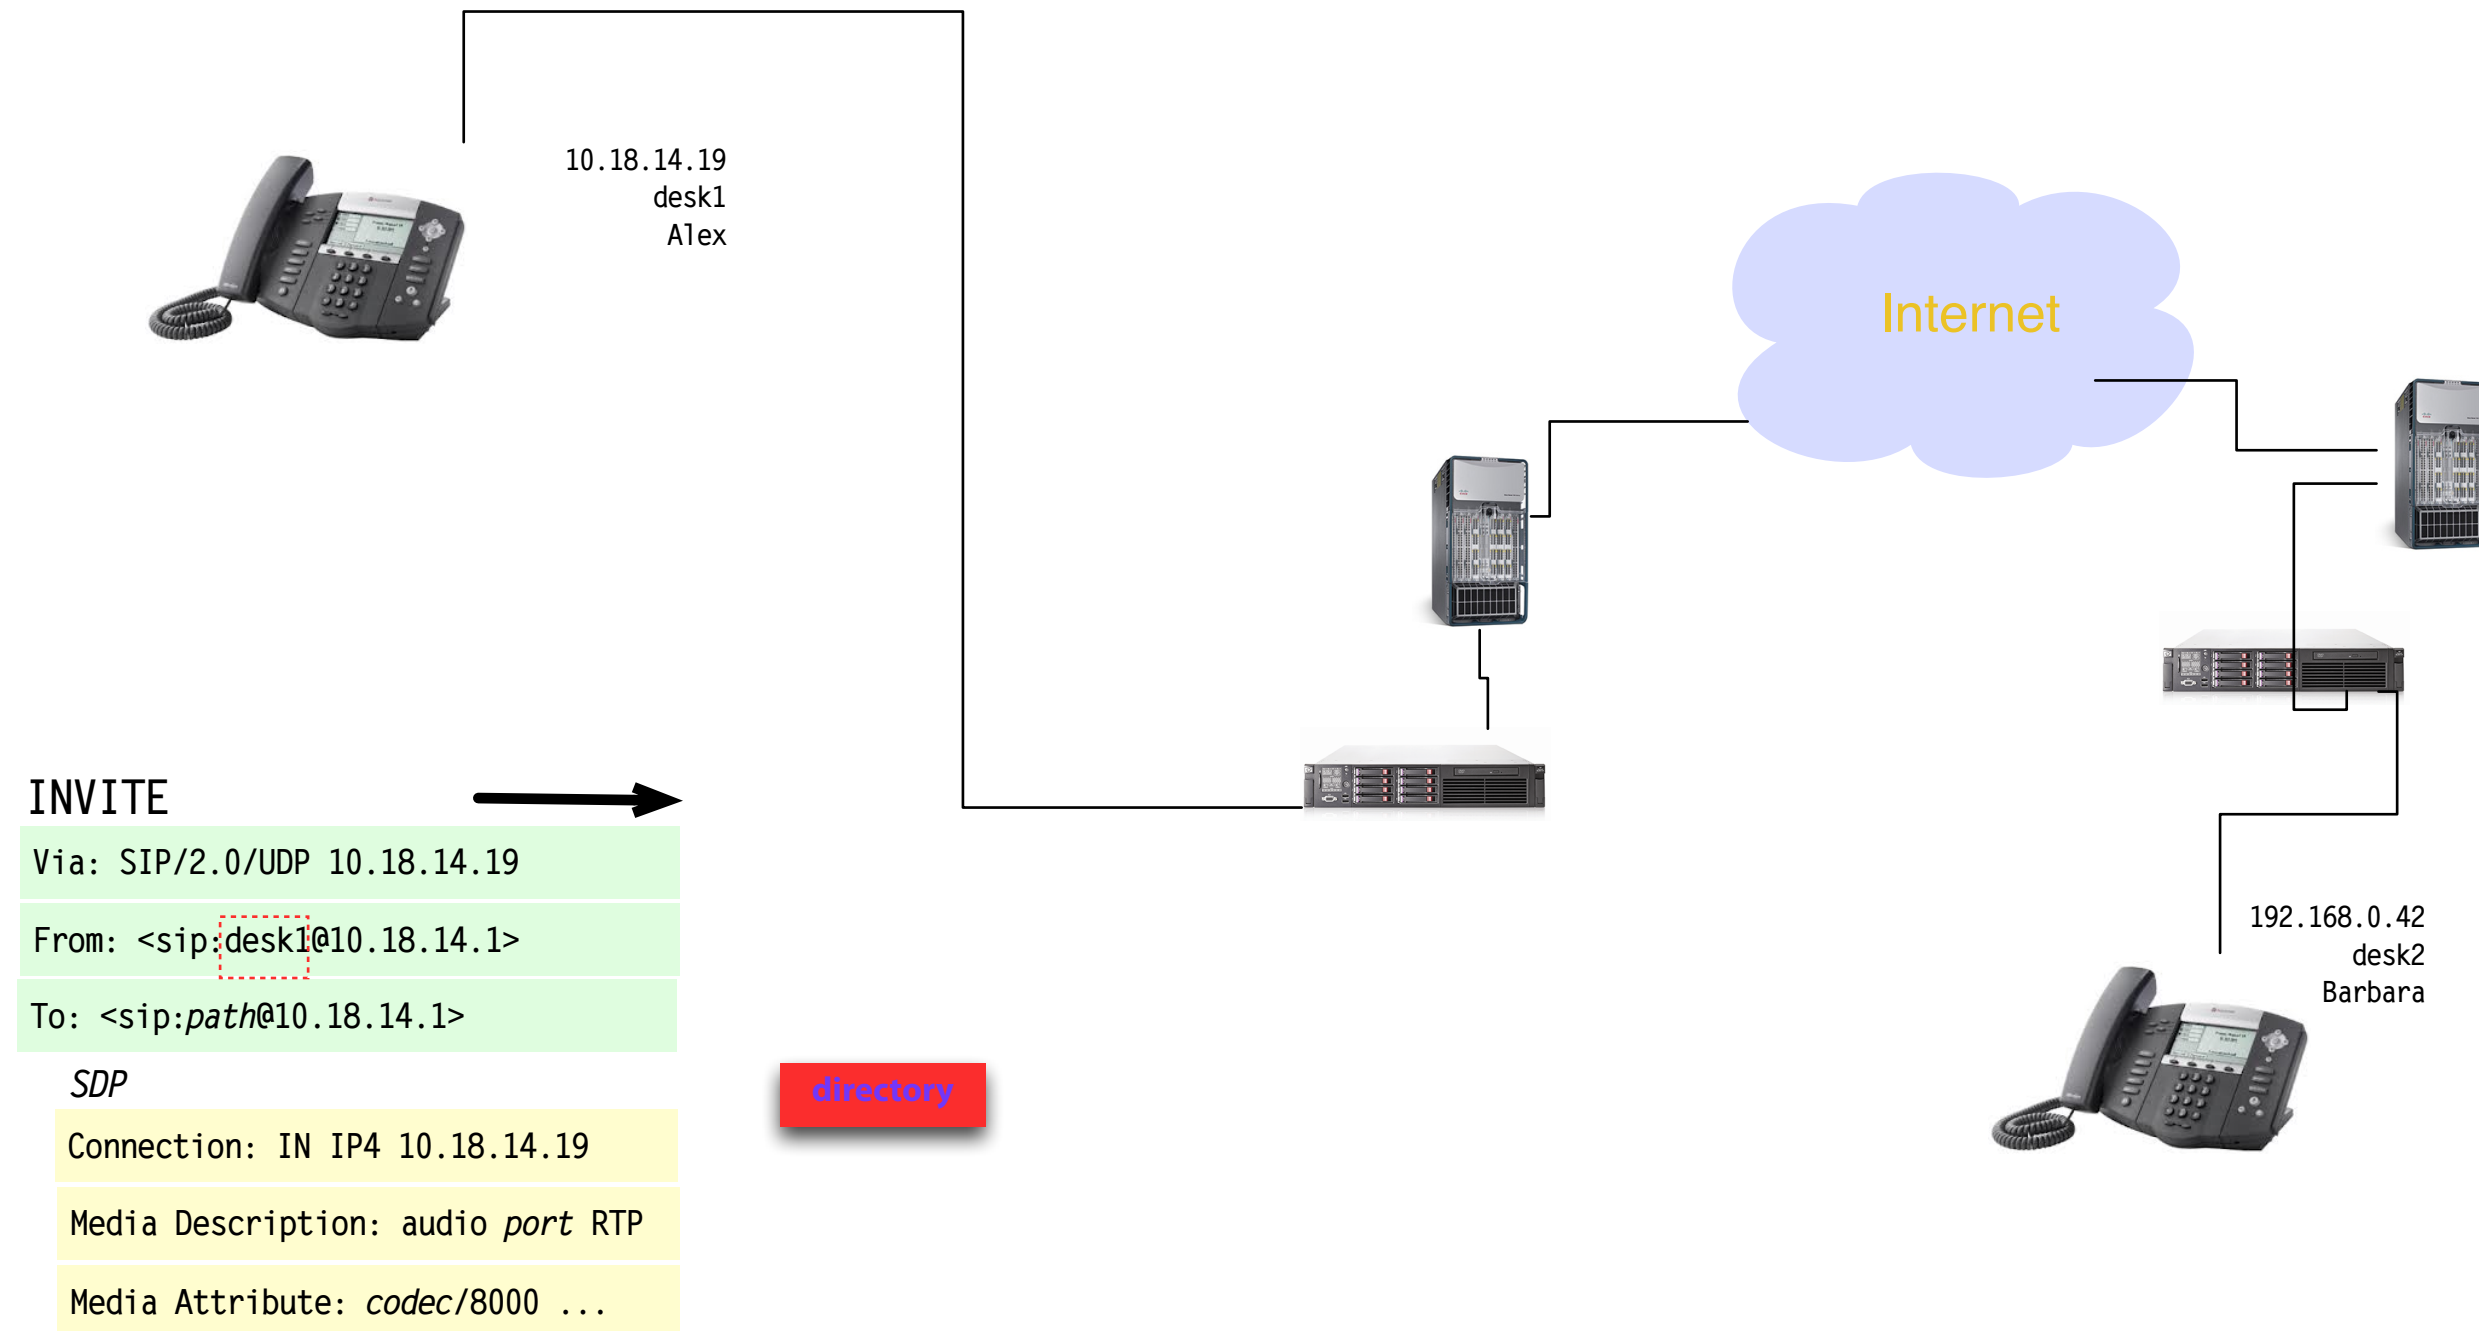 10.18.14.19
desk1
Alex
Internet
INVITE
Via: SIP/2.0/UDP 10.18.14.19
From: <sip:desk1@10.18.14.1>
To: <sip:path@10.18.14.1>
SDP
Connection: IN IP4 10.18.14.19
Media Description: audio port RTP
Media Attribute: codec/8000 ...
directory
192.168.0.42
desk2
Barbara